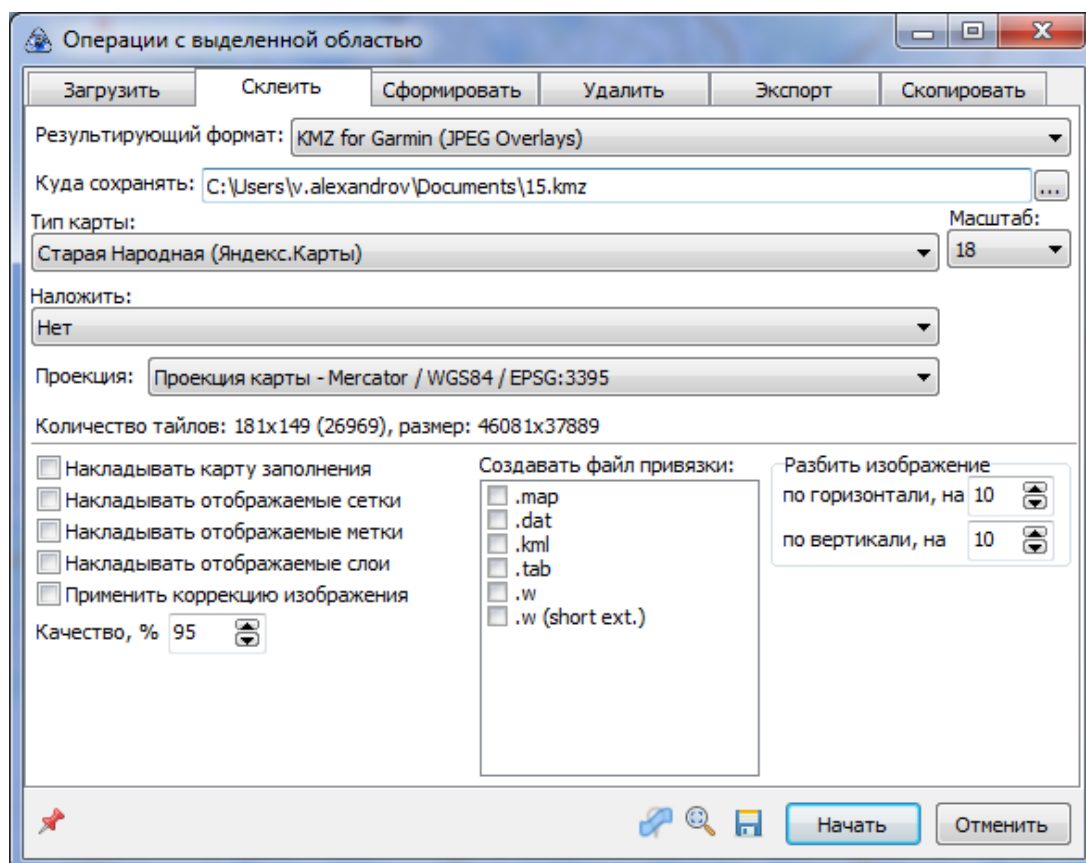 Операции с выделенной областью
Загрузить Склеить Сформировать Удалить Экспорт Скопировать
Результирующий формат: KMZ for Garmin (JPEG Overlays)
Куда сохранять: C:\Users\v.alexandrov\Documents\15.kmz ...
Тип карты: Масштаб:
Старая Народная (Яндекс.Карты) 18
Наложить:
Нет
Проекция: Проекция карты - Mercator / WGS84 / EPSG:3395
Количество тайлов: 181x149 (26969), размер: 46081x37889
Накладывать карту заполнения
Накладывать отображаемые сетки
Накладывать отображаемые метки
Накладывать отображаемые слои
Применить коррекцию изображения
Качество, % 95
Создавать файл привязки:
.map
.dat
.kml
.tab
.w
.w (short ext.)
Разбить изображение
по горизонтали, на 10
по вертикали, на 10
Начать Отменить